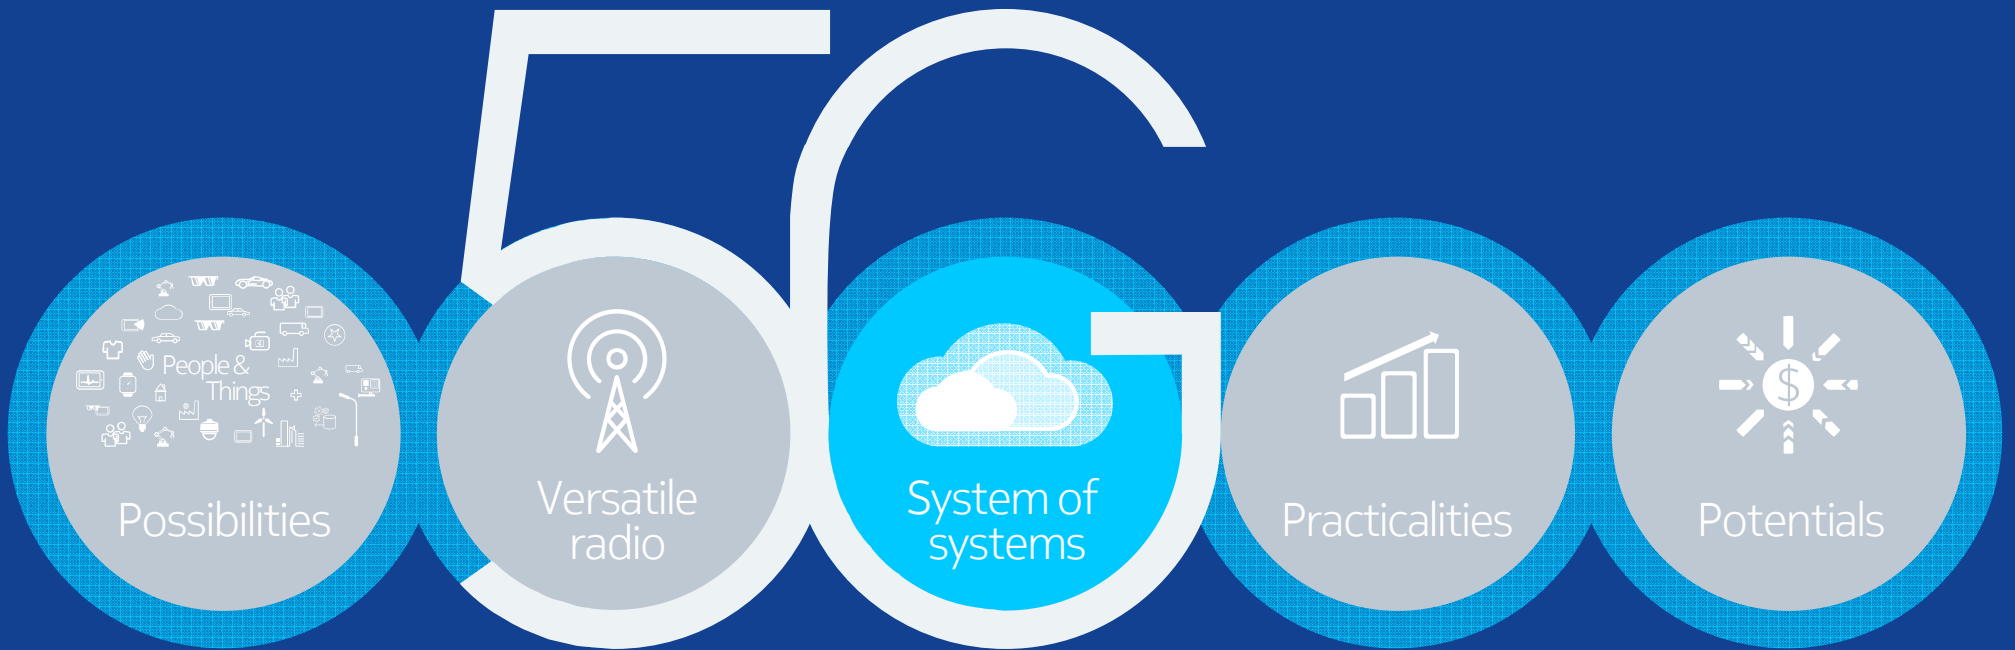 5G
People &
Things
Possibilities
Versatile
radio
System of
systems
Practicalities
$
Potentials